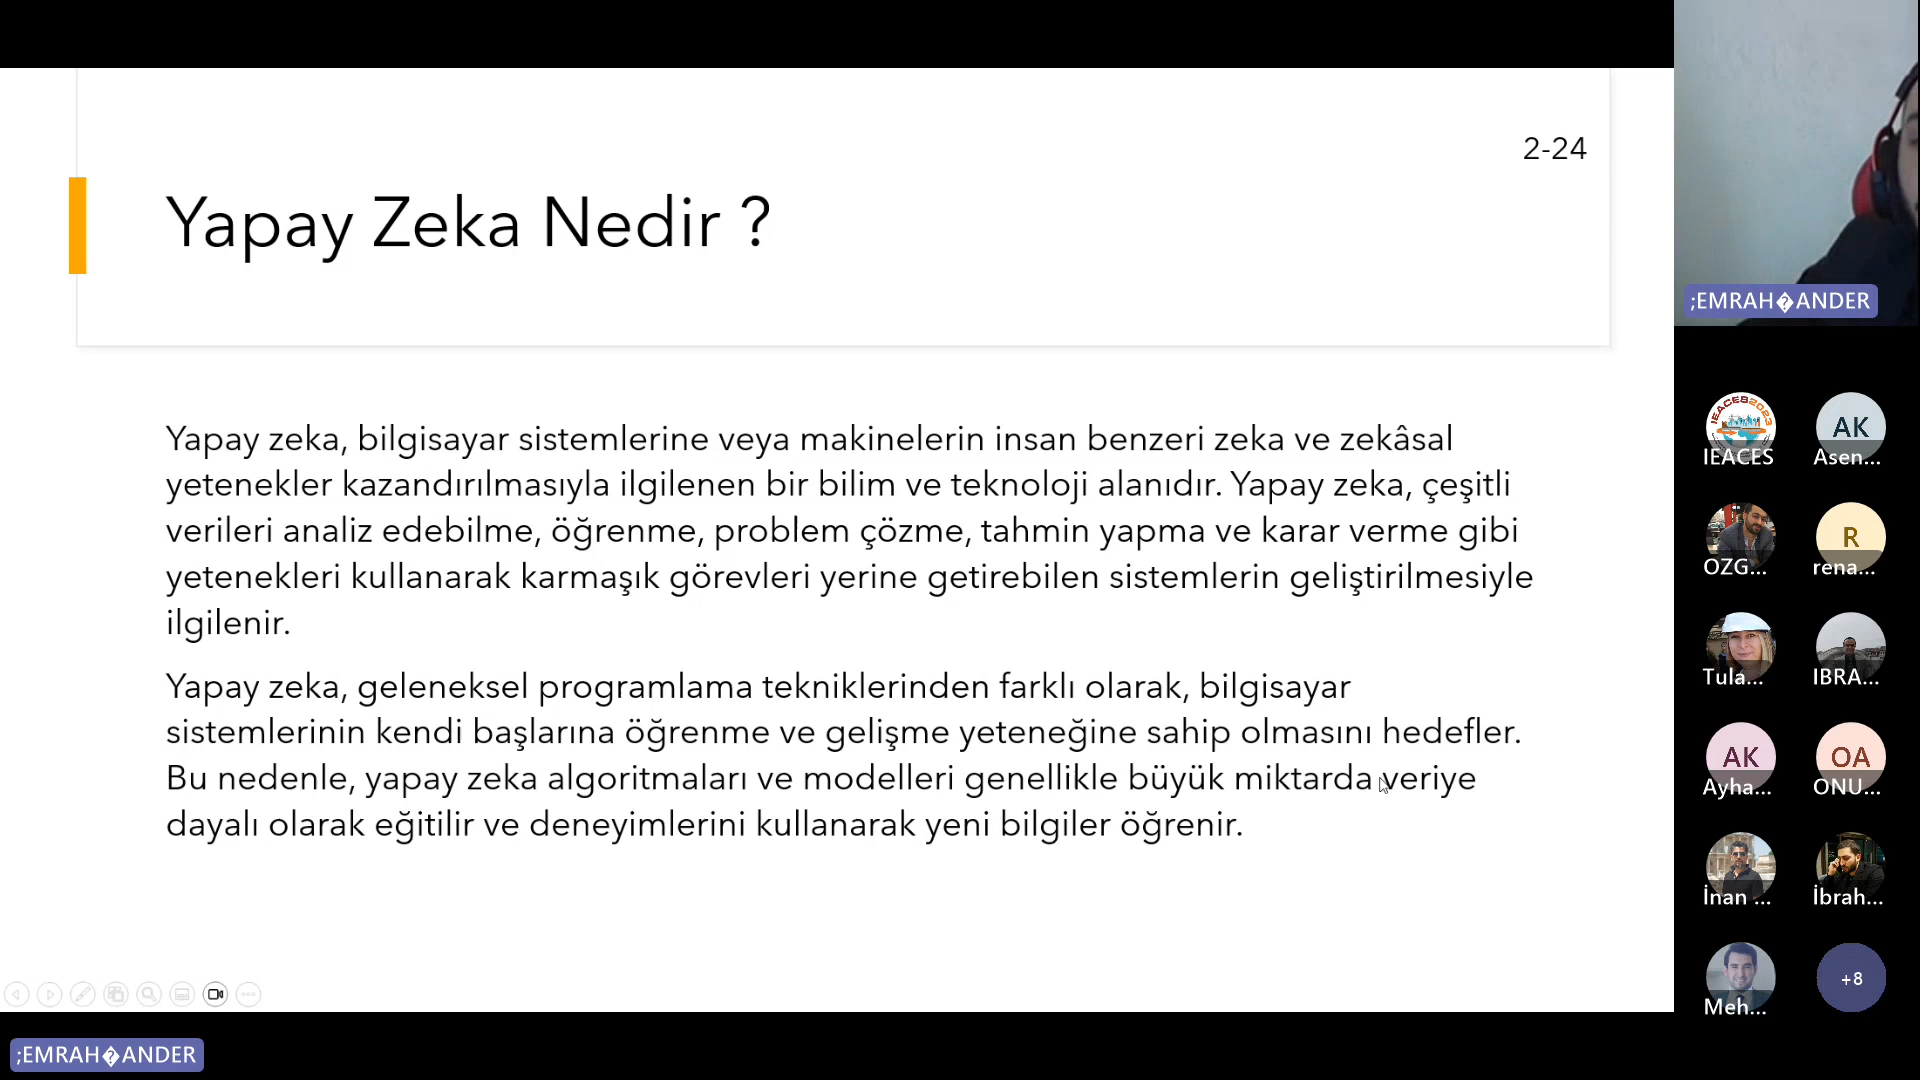 2-24
Yapay Zeka Nedir ?
Yapay zeka, bilgisayar sistemlerine veya makinelerin insan benzeri zeka ve zekâsal
yetenekler kazandırılmasıyla ilgilenen bir bilim ve teknoloji alanıdır. Yapay zeka, çeşitli
verileri analiz edebilme, öğrenme, problem çözme, tahmin yapma ve karar verme gibi
yetenekleri kullanarak karmaşık görevleri yerine getirebilen sistemlerin geliştirilmesiyle
ilgilenir.
Yapay zeka, geleneksel programlama tekniklerinden farklı olarak, bilgisayar
sistemlerinin kendi başlarına öğrenme ve gelişme yeteneğine sahip olmasını hedefler.
Bu nedenle, yapay zeka algoritmaları ve modelleri genellikle büyük miktarda veriye
dayalı olarak eğitilir ve deneyimlerini kullanarak yeni bilgiler öğrenir.
;EMRAH�ANDER
IEACES2023
IEACES
AK
Asen...
OZG...
R
rena...
Tula...
IBRA...
AK
Ayha...
OA
ONU...
İnan ...
İbrah...
Meh...
+8
;EMRAH�ANDER